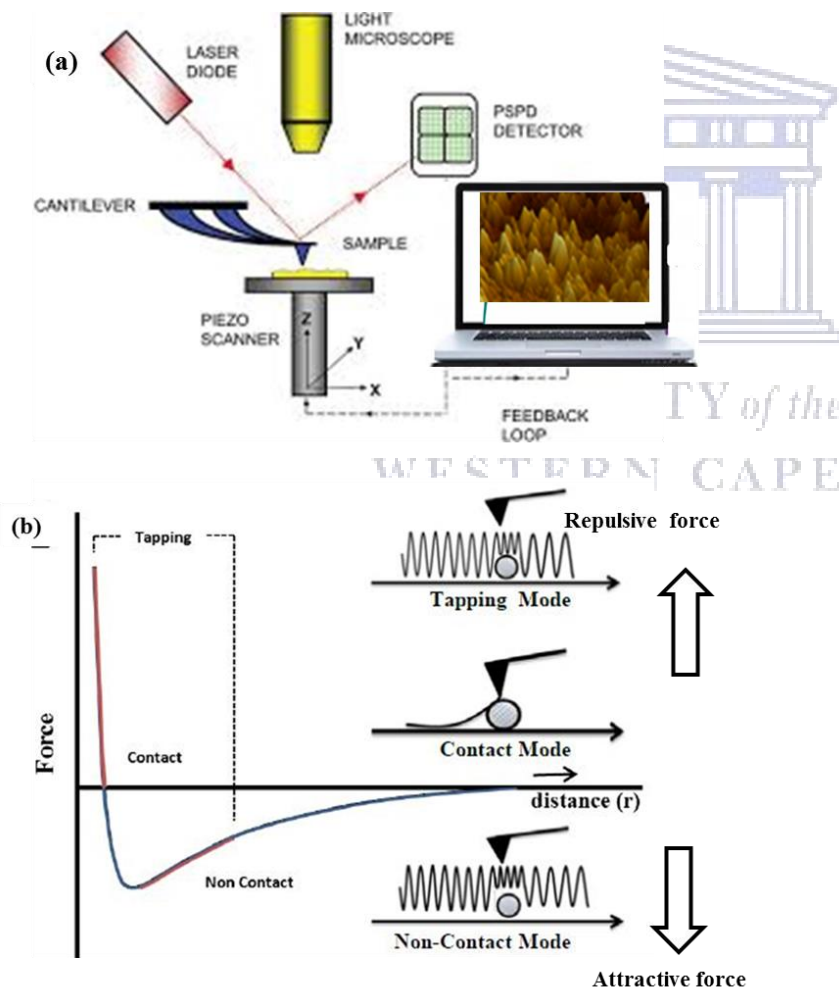 (a)
LASER
DIODE
LIGHT
MICROSCOPE
PSPD
DETECTOR
CANTILEVER
SAMPLE
PIEZO
SCANNER
Z
Y
X
FEEDBACK
LOOP
TY of the
WESTERN CAPE
(b)
Tapping
Repulsive force
Tapping Mode
Force
Contact
Contact Mode
distance (r)
Non Contact
Non-Contact Mode
Attractive force